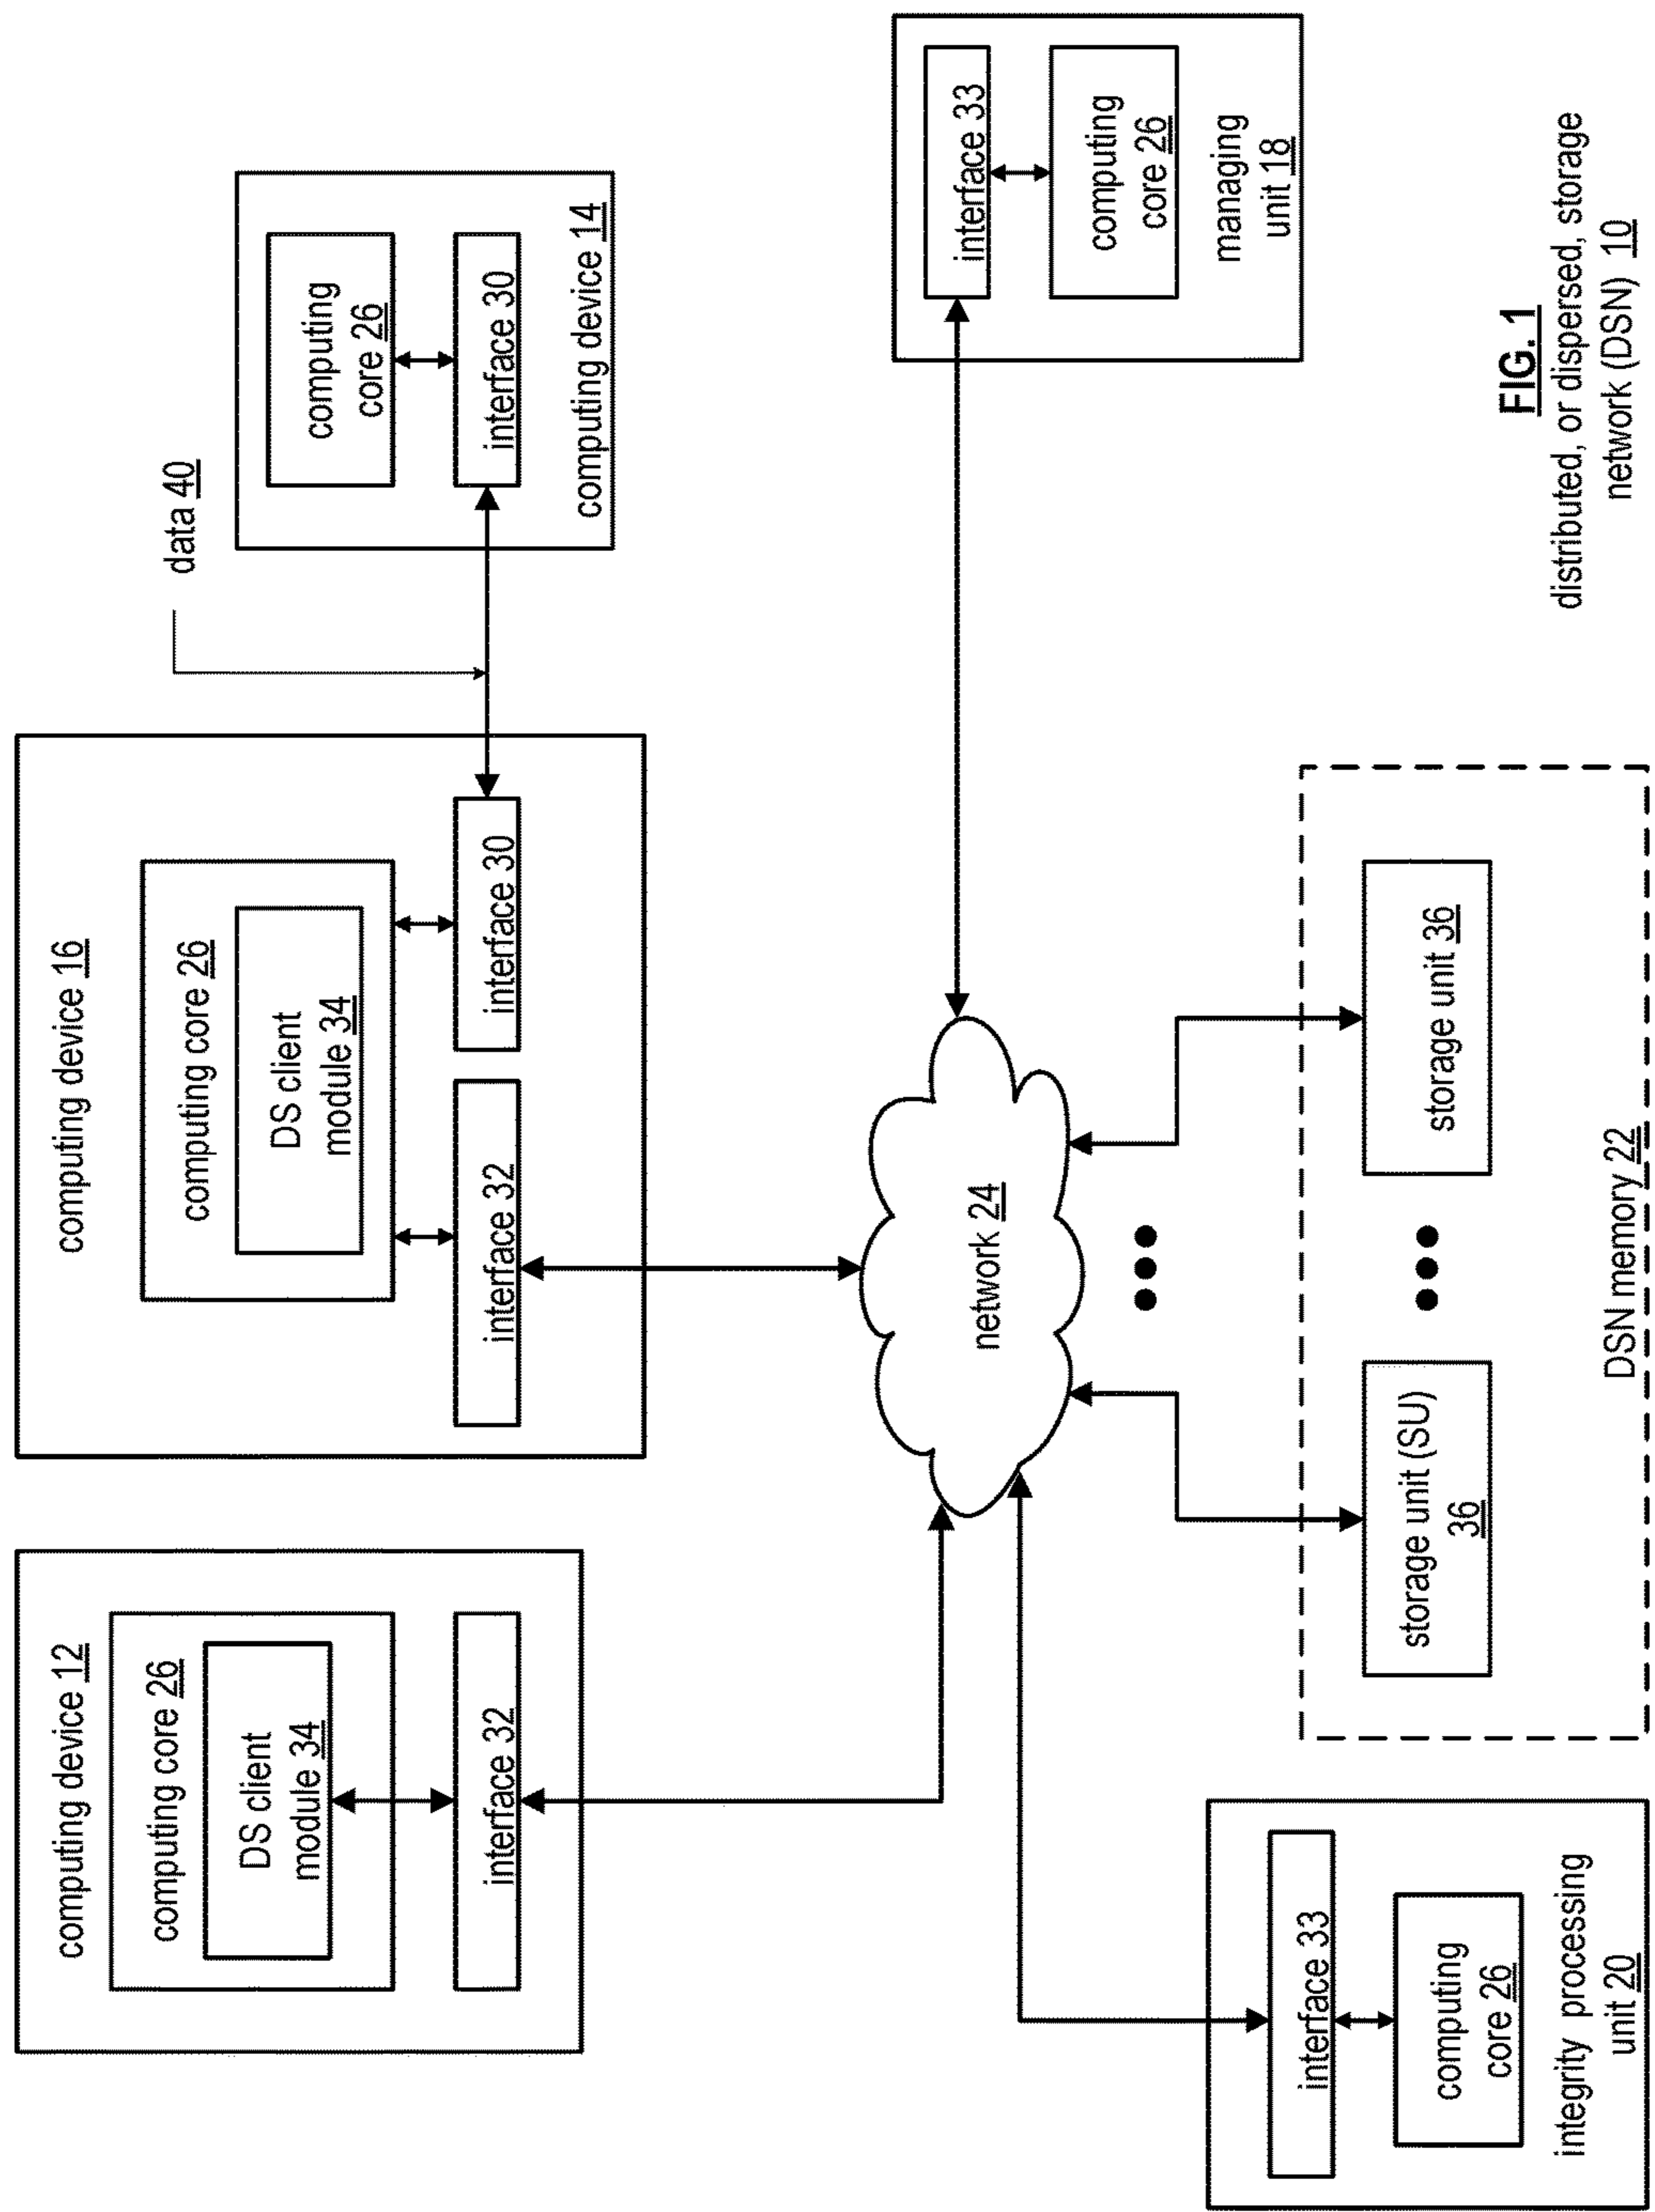 computing device 12
computing core 26
DS client
module 34
interface 32
computing device 16
computing core 26
DS client
module 34
interface 32
interface 30
data 40
computing
core 26
interface 30
computing device 14
network 24
interface 33
computing
core 26
managing
unit 18
interface 33
computing
core 26
integrity processing
unit 20
storage unit (SU)
36
storage unit 36
DSN memory 22
FIG. 1
distributed, or dispersed, storage
network (DSN) 10